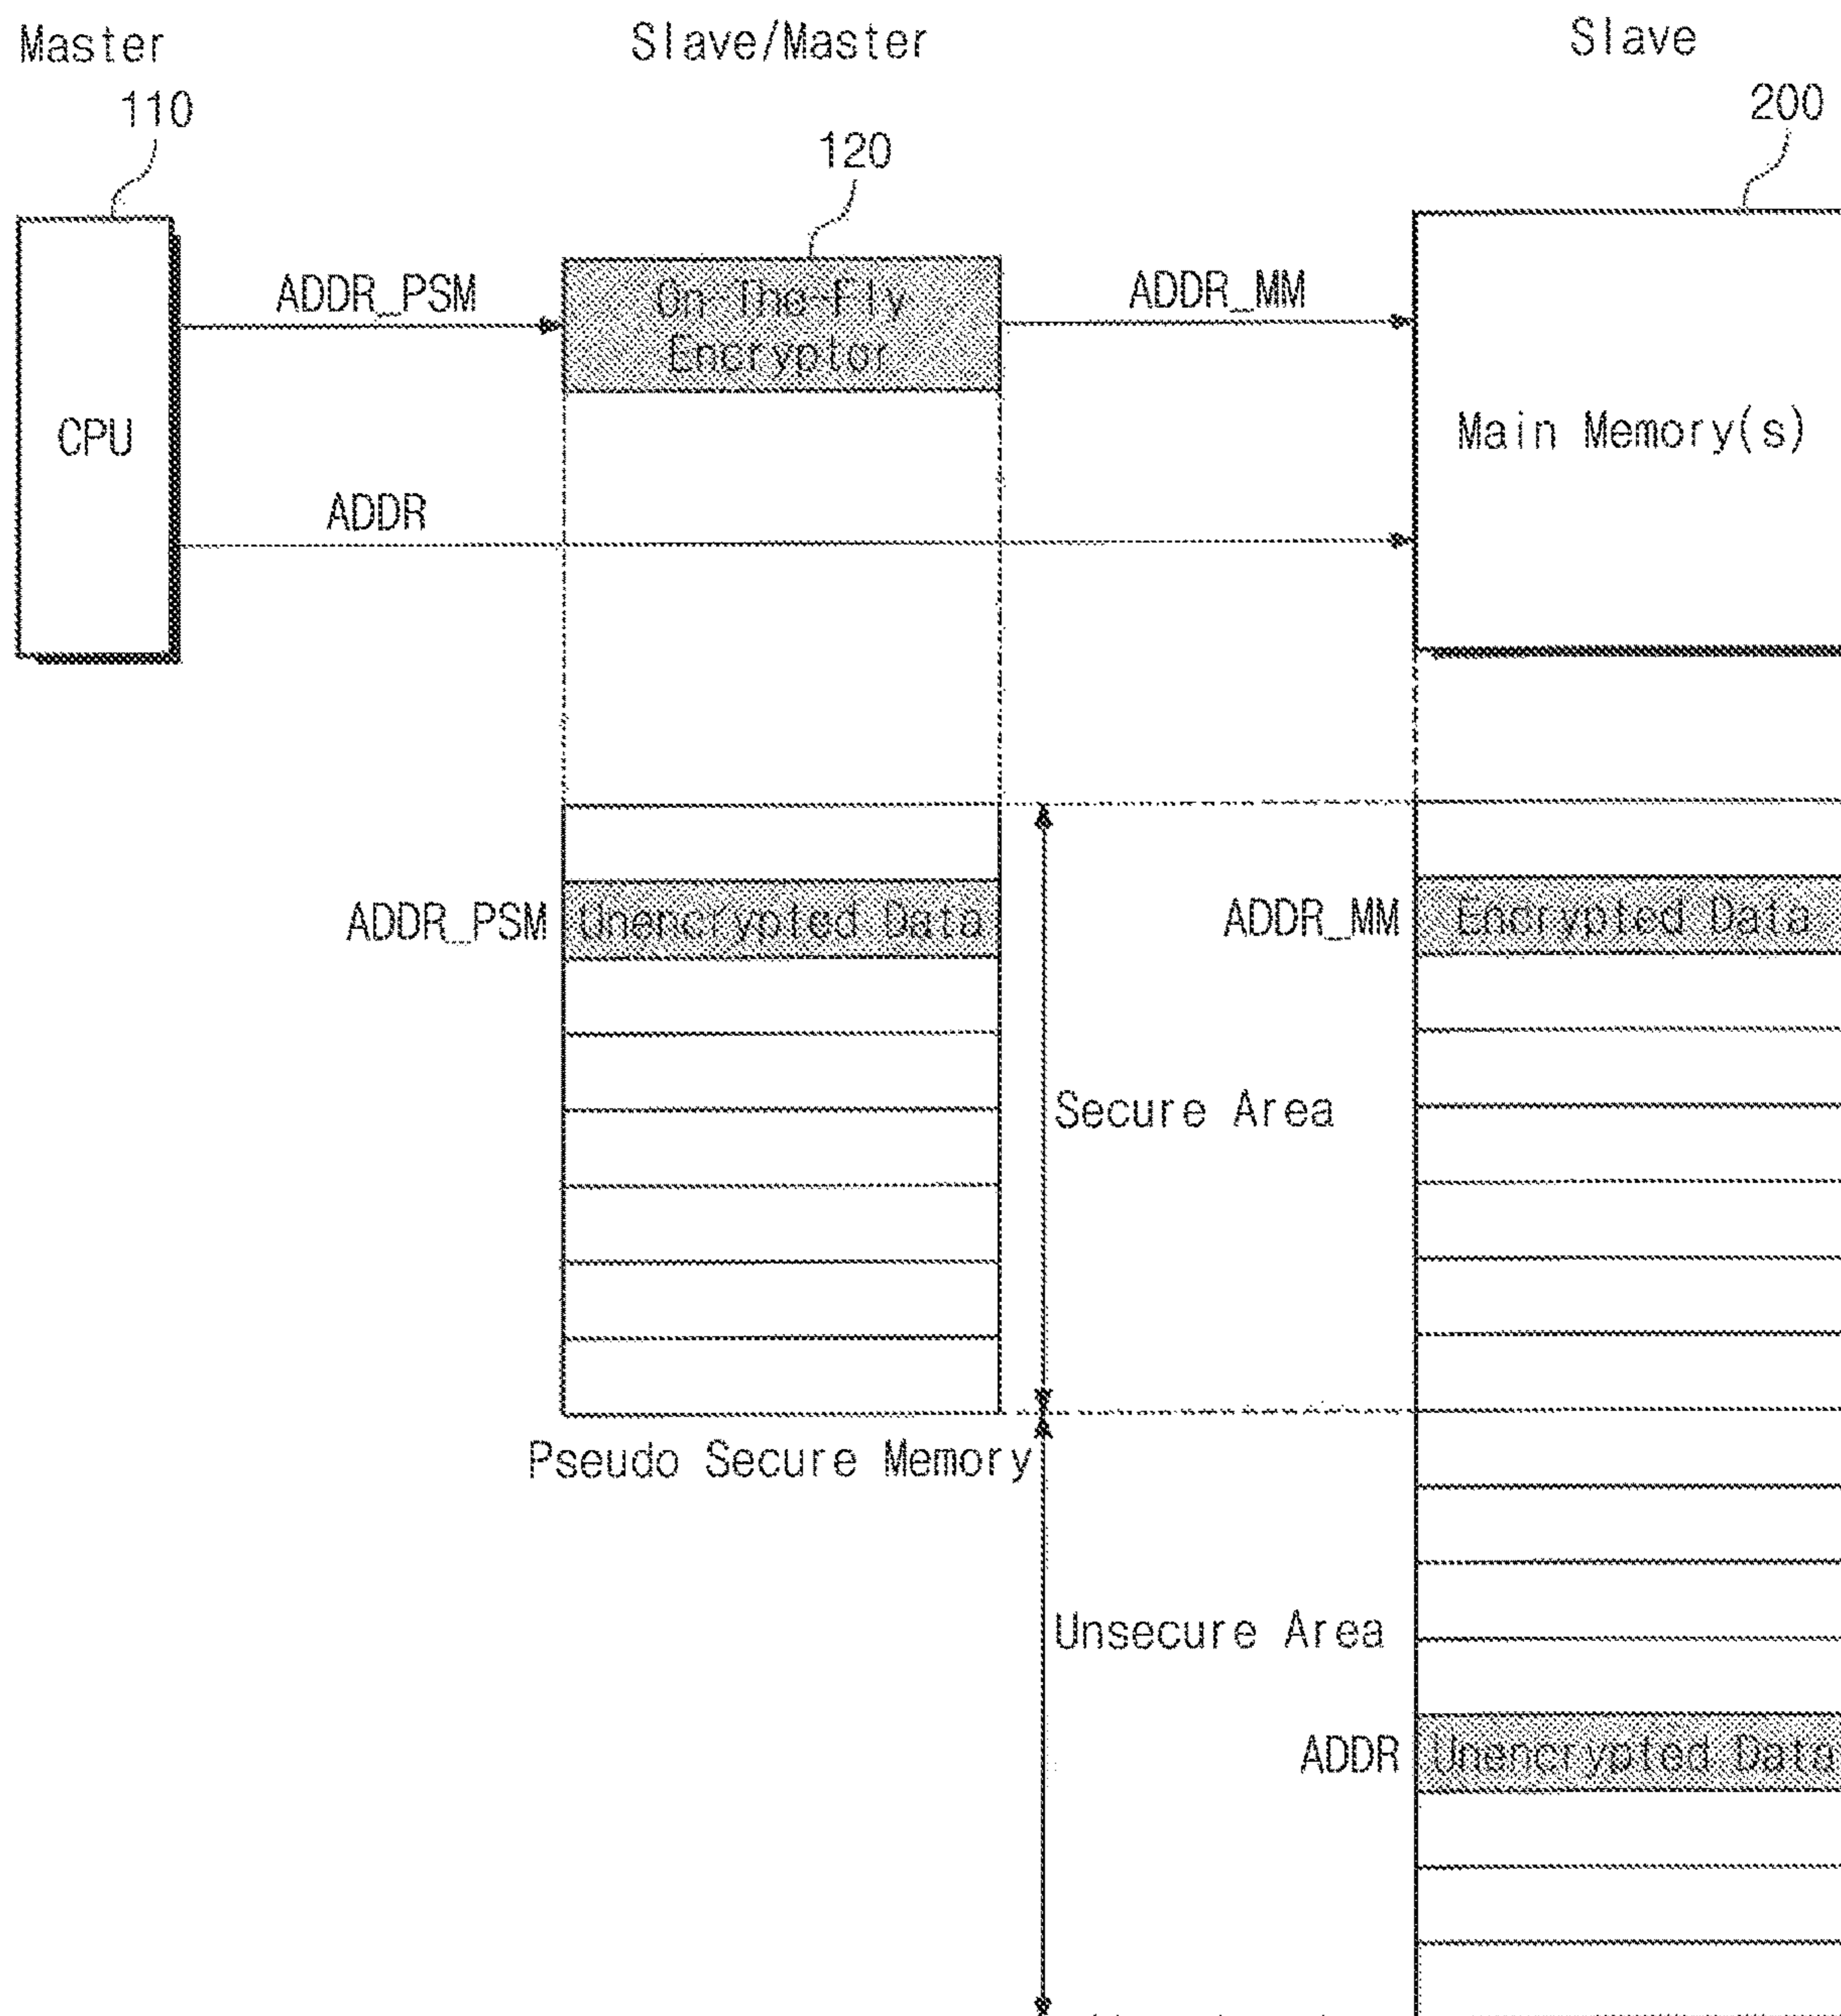 Master
Slave/Master
Slave
110
120
200
ADDR_PSM
On-The-Fly
Encryptor
ADDR_MM
CPU
Main Memory(s)
ADDR
ADDR_PSM
Unencrypted Data
ADDR_MM
Encrypted Data
Secure Area
Pseudo Secure Memory
Unsecure Area
ADDR
Unencrypted Data